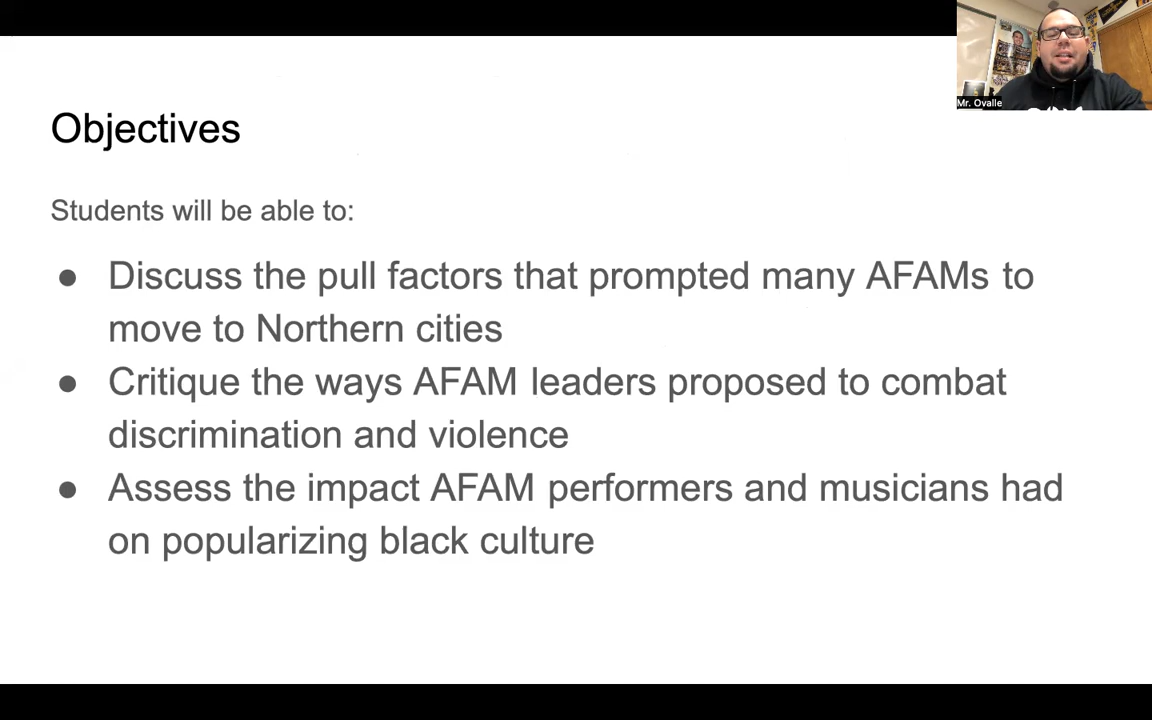 Mr. Ovalle
Objectives
Students will be able to:
● Discuss the pull factors that prompted many AFAMs to
move to Northern cities
● Critique the ways AFAM leaders proposed to combat
discrimination and violence
● Assess the impact AFAM performers and musicians had
on popularizing black culture